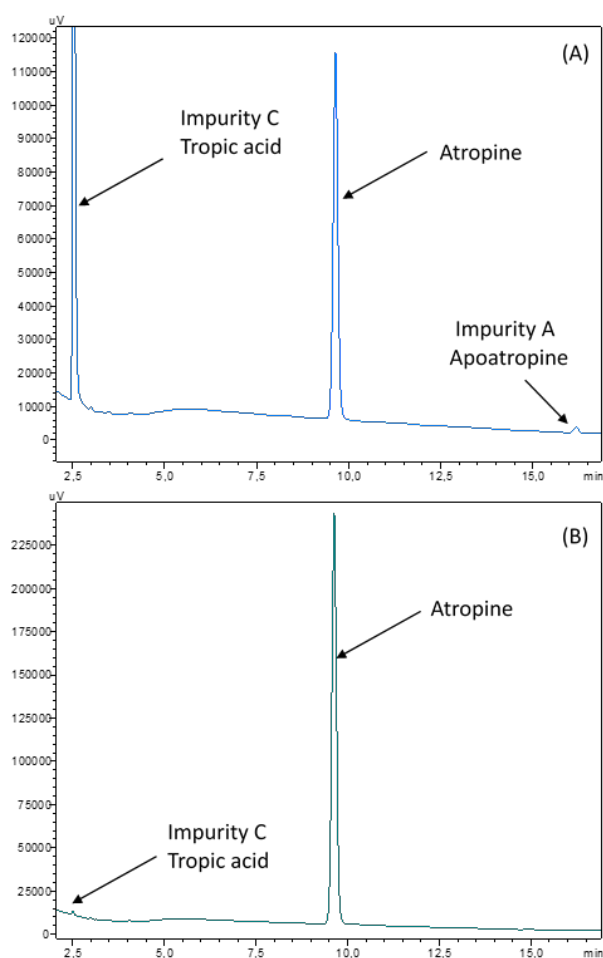 uV
120000
(A)
110000
Impurity C
Tropic acid
100000
90000
Atropine
80000
70000
60000
50000
40000
Impurity A
Apoatropine
30000
20000
10000
0
2,5 5,0 7,5 10,0 12,5 15,0 min
uV
(B)
225000
200000
Atropine
175000
150000
125000
100000
75000
Impurity C
Tropic acid
50000
25000
0
2,5 5,0 7,5 10,0 12,5 15,0 min